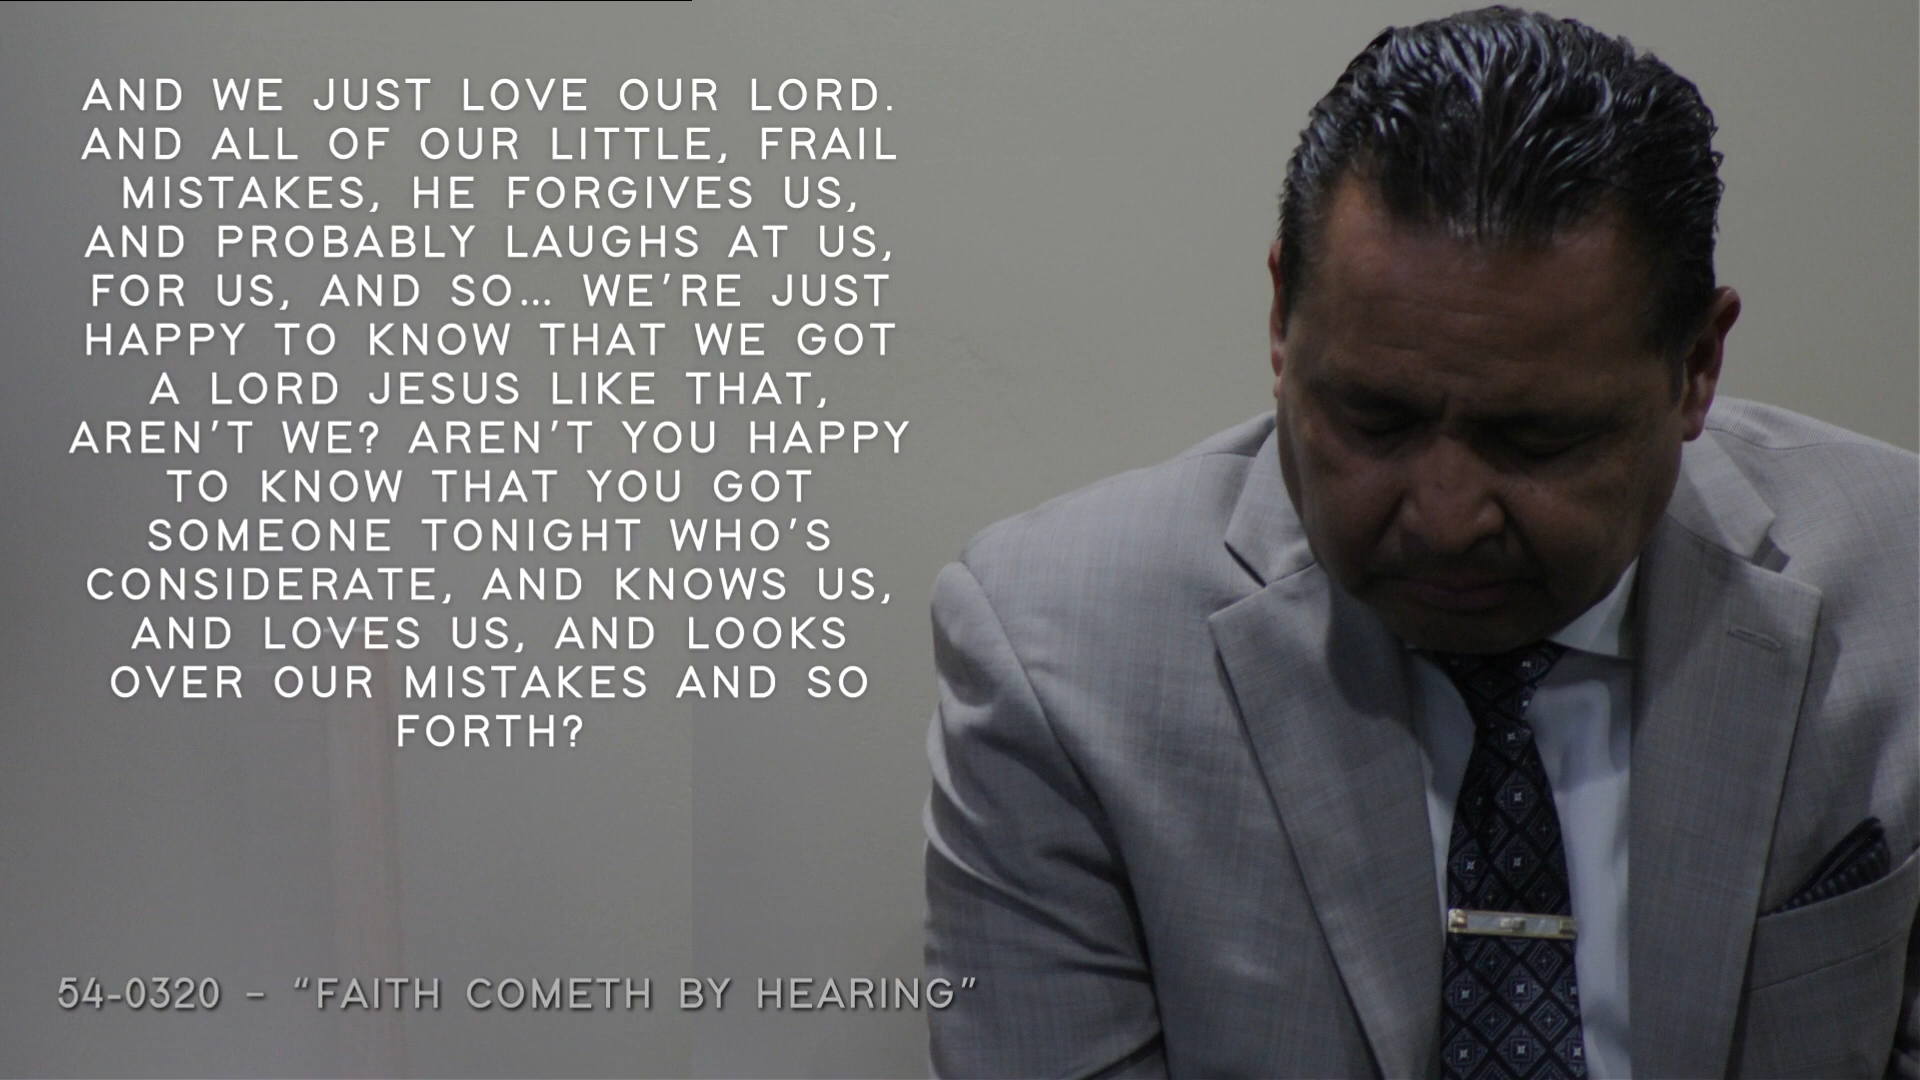 AND WE JUST LOVE OUR LORD.
AND ALL OF OUR LITTLE, FRAIL
MISTAKES, HE FORGIVES US,
AND PROBABLY LAUGHS AT US,
FOR US, AND SO... WE'RE JUST
HAPPY TO KNOW THAT WE GOT
A LORD JESUS LIKE THAT,
AREN'T WE? AREN'T YOU HAPPY
TO KNOW THAT YOU GOT
SOMEONE TONIGHT WHO'S
CONSIDERATE, AND KNOWS US,
AND LOVES US, AND LOOKS
OVER OUR MISTAKES AND SO
FORTH?
54-0320 – "FAITH COMETH BY HEARING"